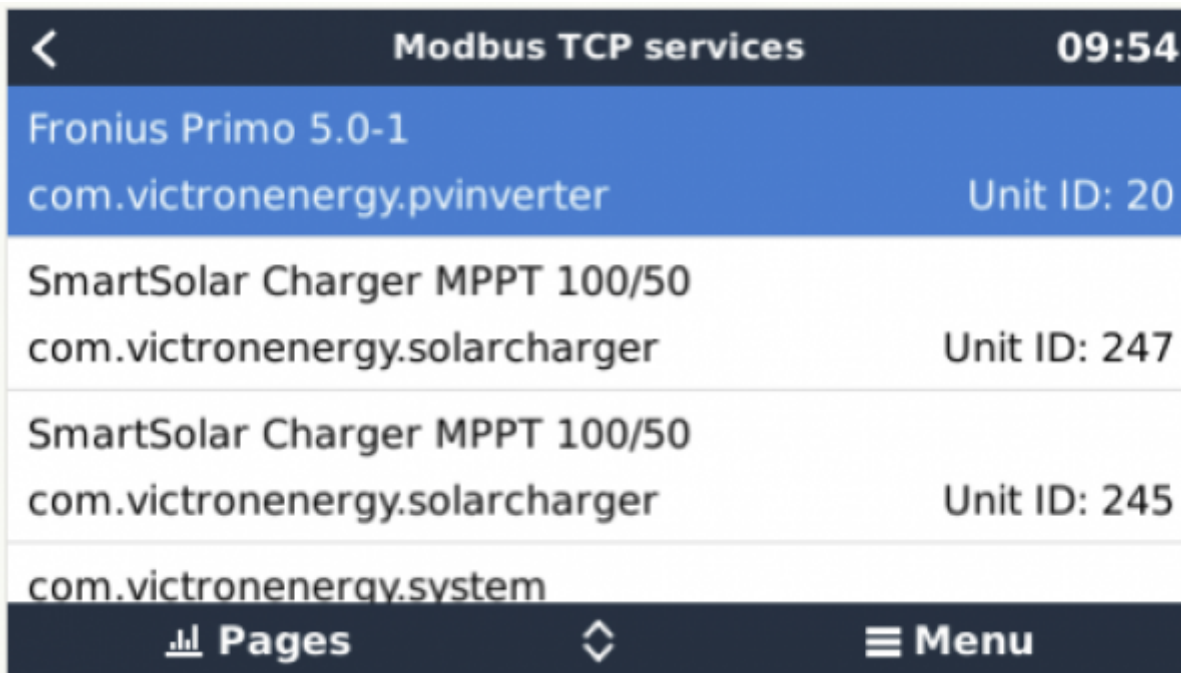 Modbus TCP services 09:54
Fronius Primo 5.0-1
com.victronenergy.pvinverter Unit ID: 20
SmartSolar Charger MPPT 100/50
com.victronenergy.solarcharger Unit ID: 247
SmartSolar Charger MPPT 100/50
com.victronenergy.solarcharger Unit ID: 245
com.victronenergy.system
Pages Menu